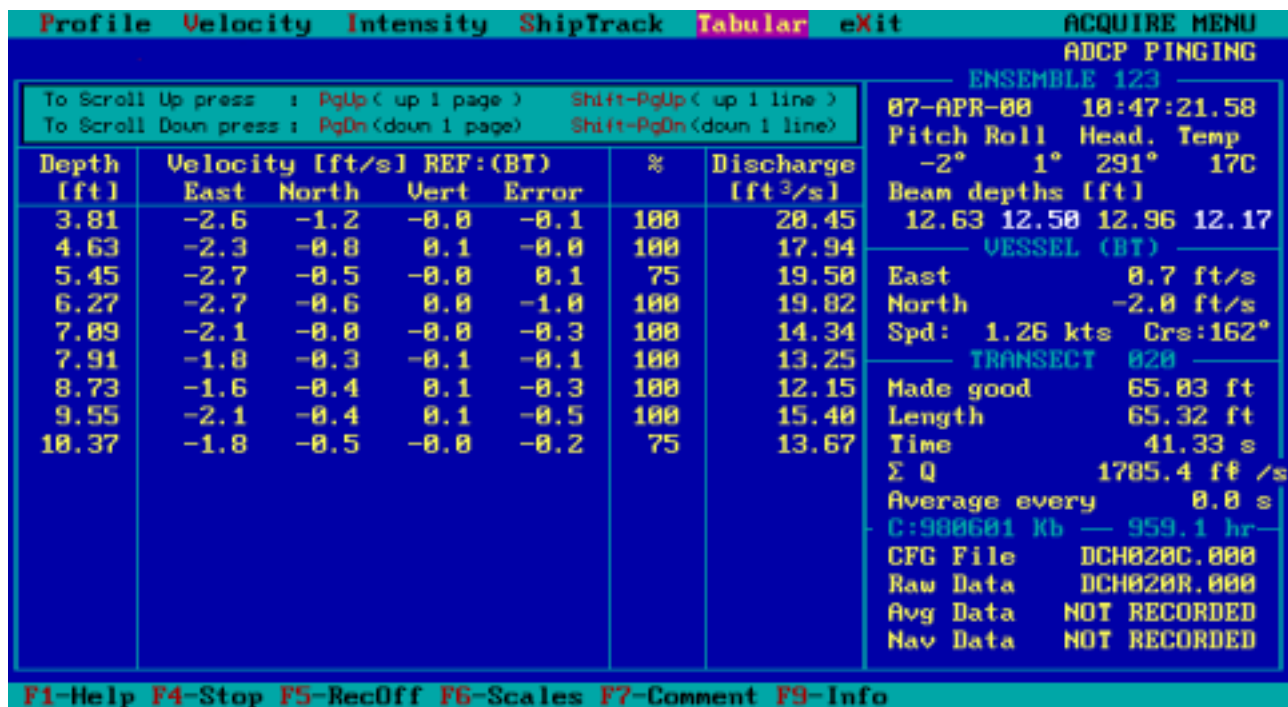 Profile Velocity Intensity ShipTrack Tabular eXit ACQUIRE MENU
ADCP PINGING
To Scroll Up press : PgUp ( up 1 page ) Shift-PgUp ( up 1 line )
To Scroll Down press : PgDn (down 1 page) Shift-PgDn (down 1 line)
Depth Velocity [ft/s] REF:(BT) % Discharge
[ft] East North Vert Error [ft³/s]
3.81 -2.6 -1.2 -0.0 -0.1 100 20.45
4.63 -2.3 -0.8 0.1 -0.0 100 17.94
5.45 -2.7 -0.5 -0.0 0.1 75 19.50
6.27 -2.7 -0.6 0.0 -1.0 100 19.82
7.09 -2.1 -0.0 -0.0 -0.3 100 14.34
7.91 -1.8 -0.3 -0.1 -0.1 100 13.25
8.73 -1.6 -0.4 0.1 -0.3 100 12.15
9.55 -2.1 -0.4 0.1 -0.5 100 15.40
10.37 -1.8 -0.5 -0.0 -0.2 75 13.67
ENSEMBLE 123
07-APR-00 10:47:21.58
Pitch Roll Head. Temp
-2° 1° 291° 17C
Beam depths [ft]
12.63 12.50 12.96 12.17
VESSEL (BT)
East 0.7 ft/s
North -2.0 ft/s
Spd: 1.26 kts Crs:162°
TRANSECT 020
Made good 65.03 ft
Length 65.32 ft
Time 41.33 s
Σ Q 1785.4 ft³ /s
Average every 0.0 s
C:980601 Kb — 959.1 hr
CFG File DCH020C.000
Raw Data DCH020R.000
Avg Data NOT RECORDED
Nav Data NOT RECORDED
F1-Help F4-Stop F5-RecOff F6-Scales F7-Comment F9-Info